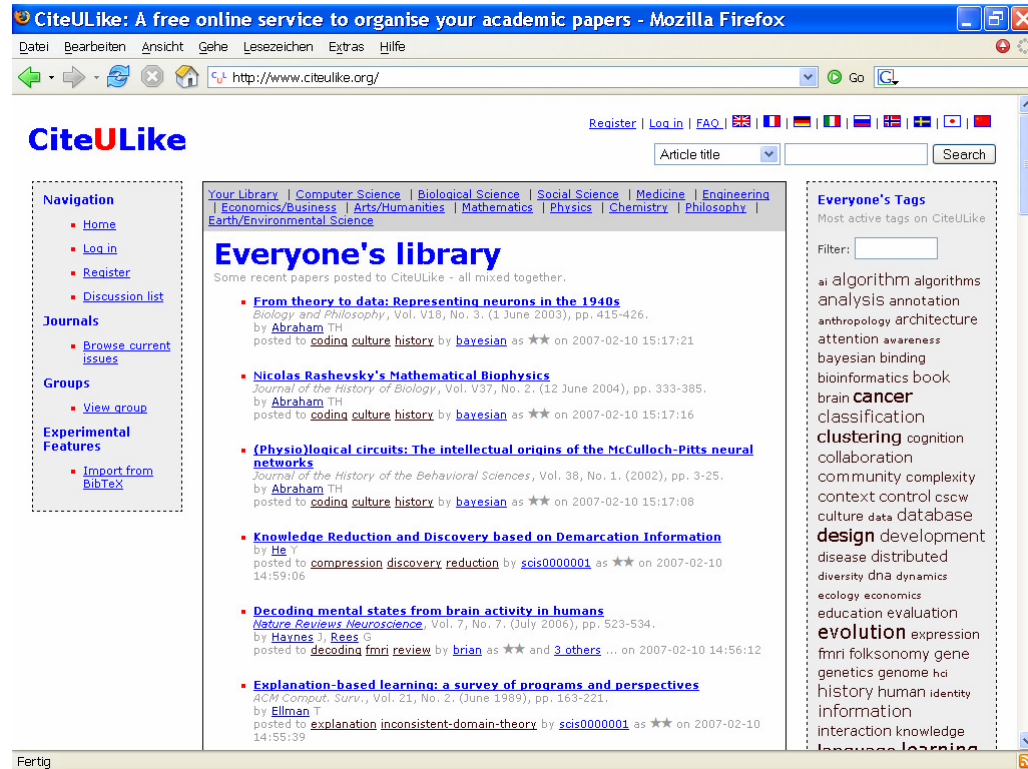 CiteULike: A free online service to organise your academic papers - Mozilla Firefox
Datei Bearbeiten Ansicht Gehe Lesezeichen Extras Hilfe
http://www.citeulike.org/ Go
Register | Log in | FAQ | | | | | | | | |
CiteULike
Article title Search
Navigation
Home
Log in
Register
Discussion list
Journals
Browse current
issues
Groups
View group
Experimental
Features
Import from
BibTeX
Your Library | Computer Science | Biological Science | Social Science | Medicine | Engineering
| Economics/Business | Arts/Humanities | Mathematics | Physics | Chemistry | Philosophy |
Earth/Environmental Science
Everyone's library
Some recent papers posted to CiteULike - all mixed together.
From theory to data: Representing neurons in the 1940s
Biology and Philosophy, Vol. V18, No. 3. (1 June 2003), pp. 415-426.
by Abraham TH
posted to coding culture history by bayesian as ★★ on 2007-02-10 15:17:21
Nicolas Rashevsky's Mathematical Biophysics
Journal of the History of Biology, Vol. V37, No. 2. (12 June 2004), pp. 333-385.
by Abraham TH
posted to coding culture history by bayesian as ★★ on 2007-02-10 15:17:16
(Physio)logical circuits: The intellectual origins of the McCulloch-Pitts neural
networks
Journal of the History of the Behavioral Sciences, Vol. 38, No. 1. (2002), pp. 3-25.
by Abraham TH
posted to coding culture history by bayesian as ★★ on 2007-02-10 15:17:08
Knowledge Reduction and Discovery based on Demarcation Information
by He Y
posted to compression discovery reduction by scis0000001 as ★★ on 2007-02-10
14:59:06
Decoding mental states from brain activity in humans
Nature Reviews Neuroscience, Vol. 7, No. 7. (July 2006), pp. 523-534.
by Haynes J, Rees G
posted to decoding fmri review by brian as ★★ and 3 others ... on 2007-02-10 14:56:12
Explanation-based learning: a survey of programs and perspectives
ACM Comput. Surv., Vol. 21, No. 2. (June 1989), pp. 163-221.
by Ellman T
posted to explanation inconsistent-domain-theory by scis0000001 as ★★ on 2007-02-10
14:55:39
Everyone's Tags
Most active tags on CiteULike
Filter:
ai algorithm algorithms
analysis annotation
anthropology architecture
attention awareness
bayesian binding
bioinformatics book
brain cancer
classification
clustering cognition
collaboration
community complexity
context control cscw
culture data database
design development
disease distributed
diversity dna dynamics
ecology economics
education evaluation
evolution expression
fmri folksonomy gene
genetics genome hci
history human identity
information
interaction knowledge
language learning
Fertig